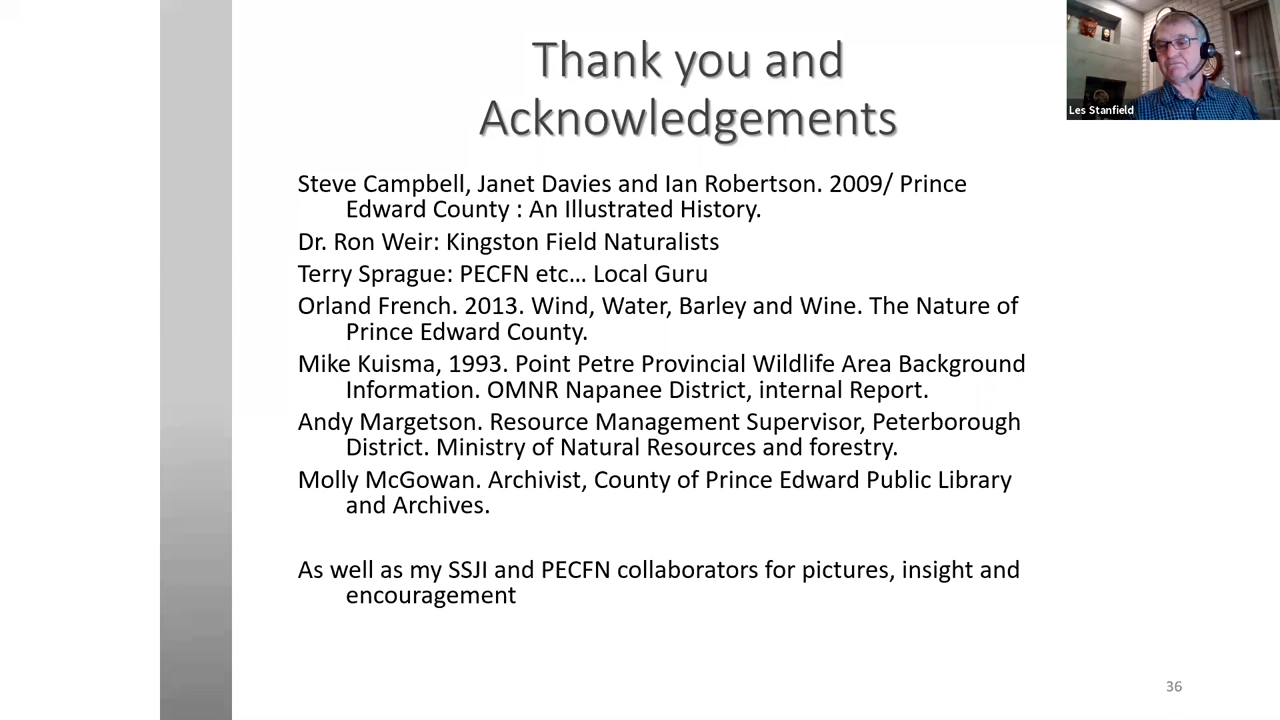 Thank you and
Acknowledgements
Les Stanfield
Steve Campbell, Janet Davies and Ian Robertson. 2009/ Prince
Edward County : An Illustrated History.
Dr. Ron Weir: Kingston Field Naturalists
Terry Sprague: PECFN etc… Local Guru
Orland French. 2013. Wind, Water, Barley and Wine. The Nature of
Prince Edward County.
Mike Kuisma, 1993. Point Petre Provincial Wildlife Area Background
Information. OMNR Napanee District, internal Report.
Andy Margetson. Resource Management Supervisor, Peterborough
District. Ministry of Natural Resources and forestry.
Molly McGowan. Archivist, County of Prince Edward Public Library
and Archives.
As well as my SSJI and PECFN collaborators for pictures, insight and
encouragement
36